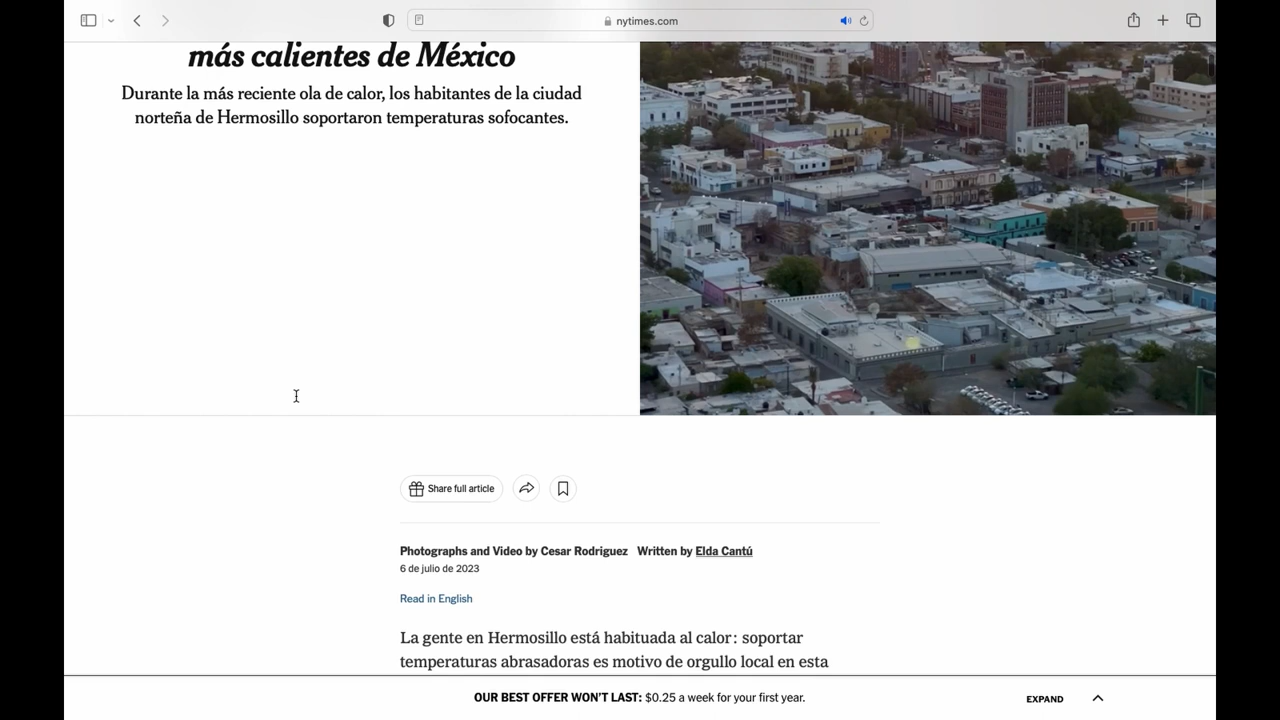 nytimes.com
más calientes de México
Durante la más reciente ola de calor, los habitantes de la ciudad
norteña de Hermosillo soportaron temperaturas sofocantes.
Share full article
Photographs and Video by Cesar Rodriguez Written by Elda Cantú
6 de julio de 2023
Read in English
La gente en Hermosillo está habituada al calor: soportar
temperaturas abrasadoras es motivo de orgullo local en esta
OUR BEST OFFER WON'T LAST: $0.25 a week for your first year.
EXPAND